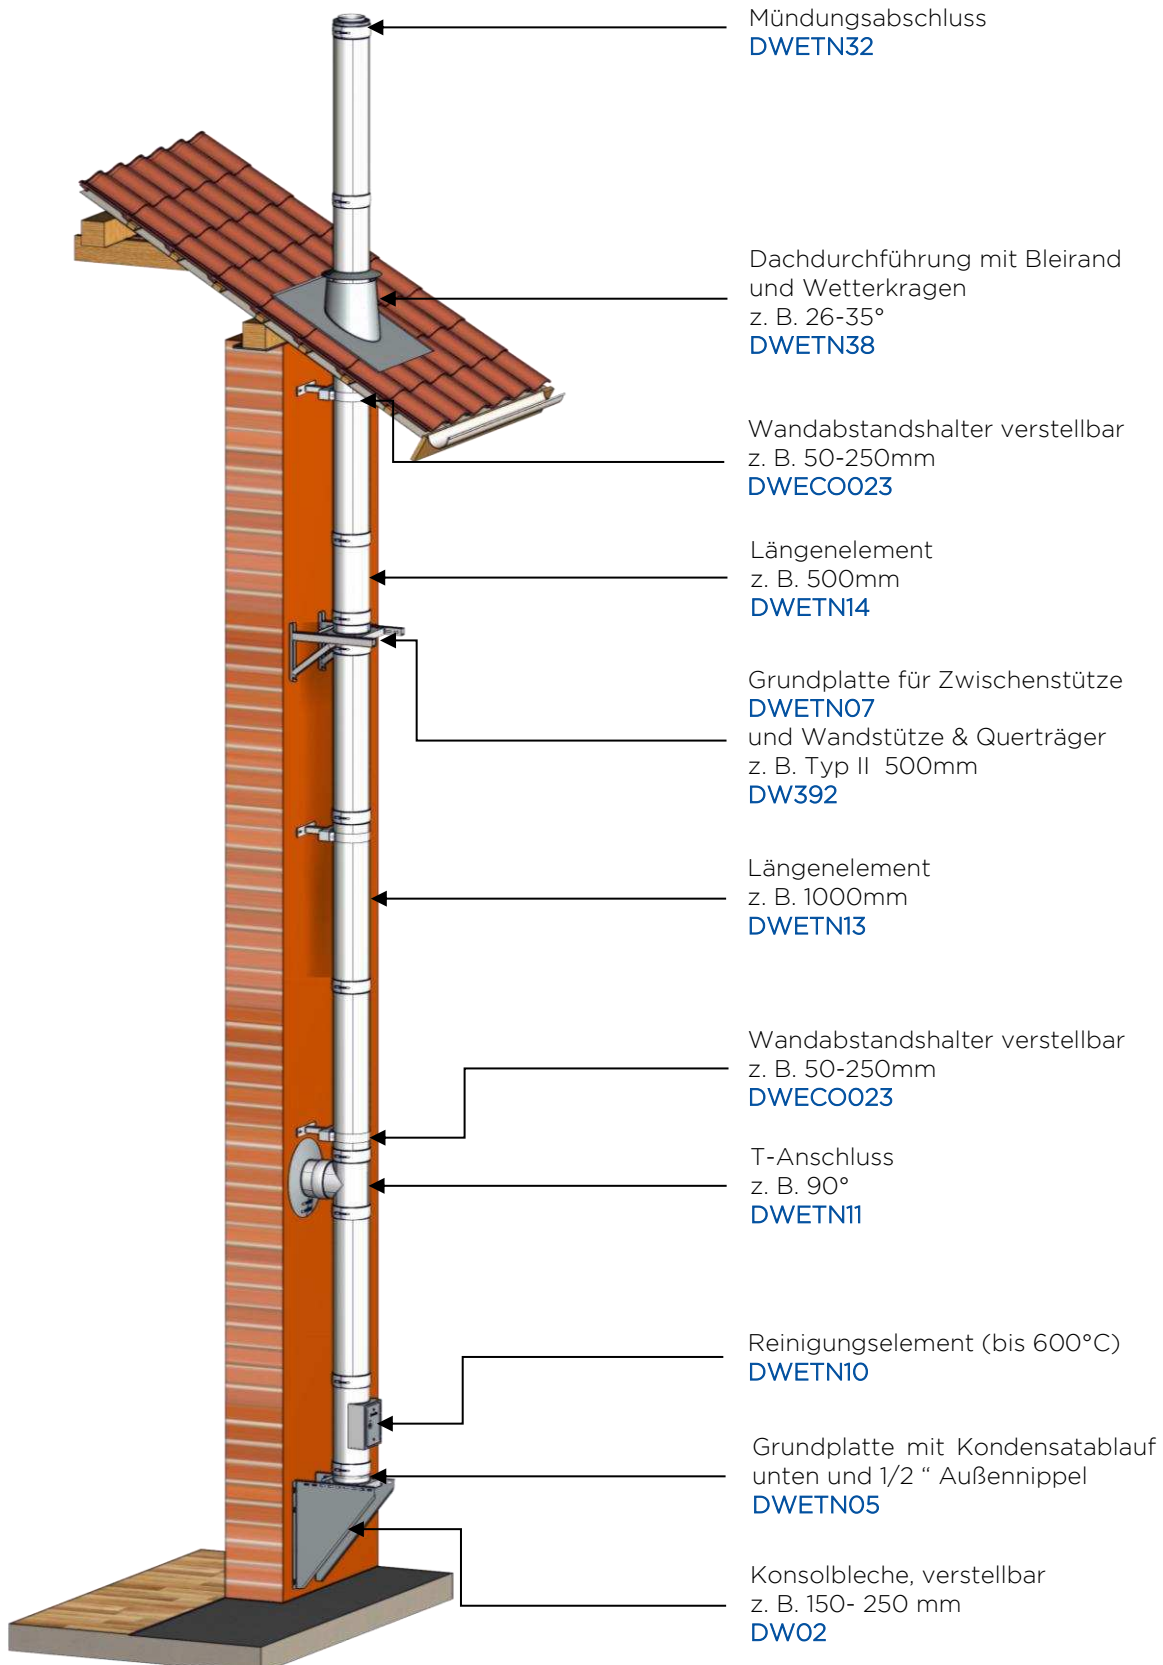 Mündungsabschluss
DWETN32
Dachdurchführung mit Bleirand
und Wetterkragen
z. B. 26-35°
DWETN38
Wandabstandshalter verstellbar
z. B. 50-250mm
DWECO023
Längenelement
z. B. 500mm
DWETN14
Grundplatte für Zwischenstütze
DWETN07
und Wandstütze & Querträger
z. B. Typ II 500mm
DW392
Längenelement
z. B. 1000mm
DWETN13
Wandabstandshalter verstellbar
z. B. 50-250mm
DWECO023
T-Anschluss
z. B. 90°
DWETN11
Reinigungselement (bis 600°C)
DWETN10
Grundplatte mit Kondensatablauf
unten und 1/2 “ Außennippel
DWETN05
Konsolbleche, verstellbar
z. B. 150- 250 mm
DW02